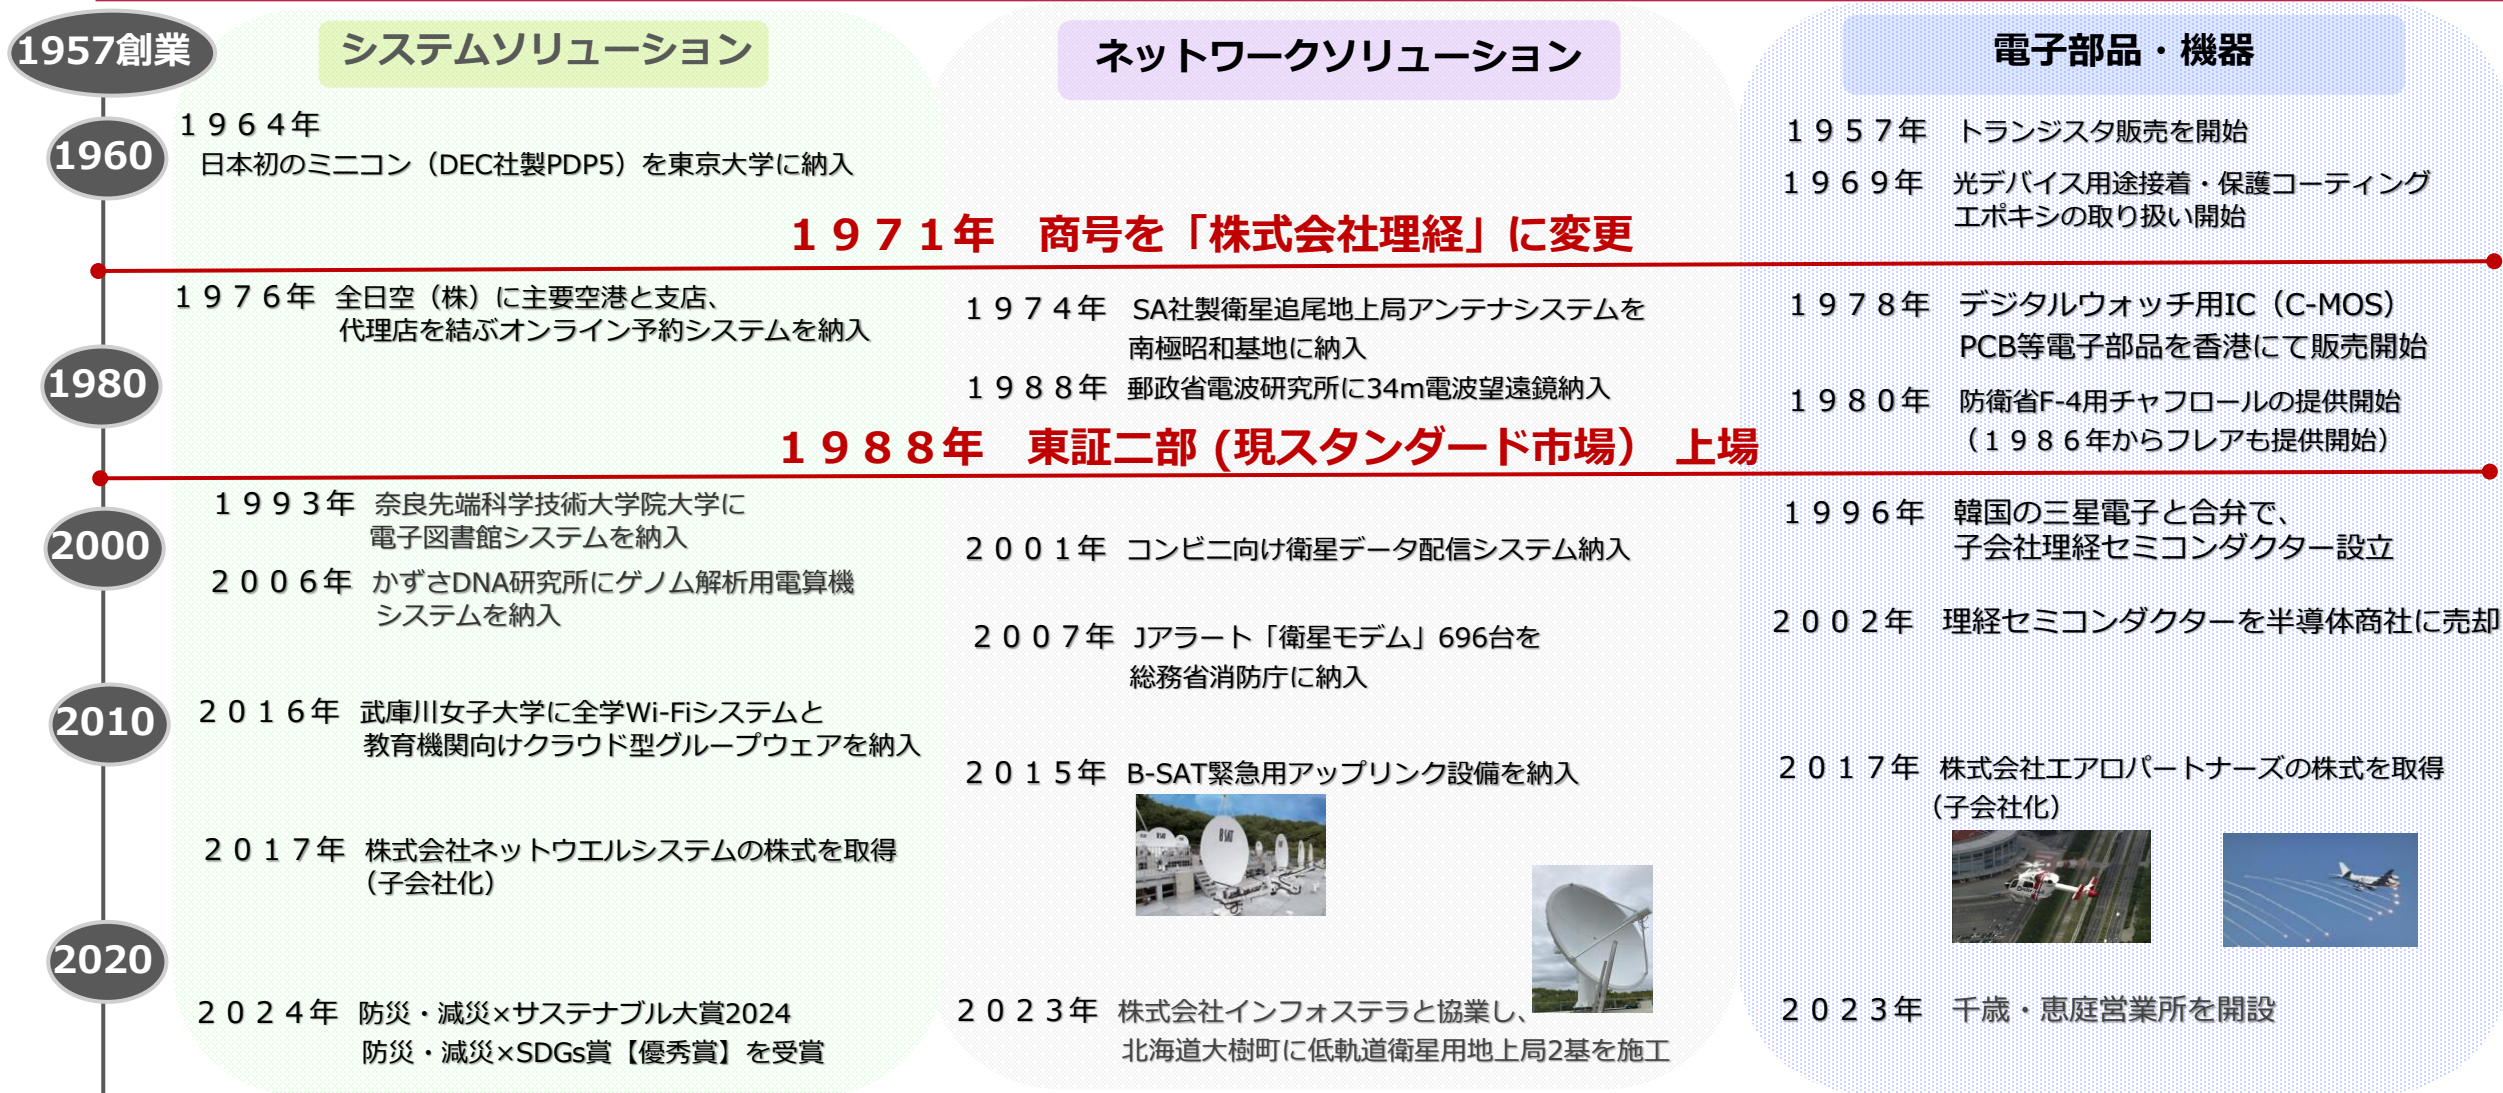 1957創業
1960
1980
2000
2010
2020
システムソリューション
１９６４年
日本初のミニコン（DEC社製PDP5）を東京大学に納入
ネットワークソリューション
電子部品・機器
１９５７年　トランジスタ販売を開始
１９６９年　光デバイス用途接着・保護コーティング
エポキシの取り扱い開始
１９７１年　商号を「株式会社理経」に変更
１９７６年　全日空（株）に主要空港と支店、
代理店を結ぶオンライン予約システムを納入
１９７４年　SA社製衛星追尾地上局アンテナシステムを
南極昭和基地に納入
１９８８年　郵政省電波研究所に34m電波望遠鏡納入
１９７８年　デジタルウォッチ用IC（C-MOS）
PCB等電子部品を香港にて販売開始
１９８０年　防衛省F-4用チャフロールの提供開始
（１９８６年からフレアも提供開始）
１９８８年　東証二部 (現スタンダード市場）　上場
１９９３年　奈良先端科学技術大学院大学に
電子図書館システムを納入
２００６年　かずさDNA研究所にゲノム解析用電算機
システムを納入
２０１６年　武庫川女子大学に全学Wi-Fiシステムと
教育機関向けクラウド型グループウェアを納入
２０１７年　株式会社ネットウエルシステムの株式を取得
（子会社化）
２０２４年　防災・減災×サステナブル大賞2024
防災・減災×SDGs賞【優秀賞】を受賞
２００１年　コンビニ向け衛星データ配信システム納入
２００７年　Jアラート「衛星モデム」696台を
総務省消防庁に納入
２０１５年　B-SAT緊急用アップリンク設備を納入
B SAT
２０２３年　株式会社インフォステラと協業し、
北海道大樹町に低軌道衛星用地上局2基を施工
１９９６年　韓国の三星電子と合弁で、
子会社理経セミコンダクター設立
２００２年　理経セミコンダクターを半導体商社に売却
２０１７年　株式会社エアロパートナーズの株式を取得
（子会社化）
２０２３年　千歳・恵庭営業所を開設